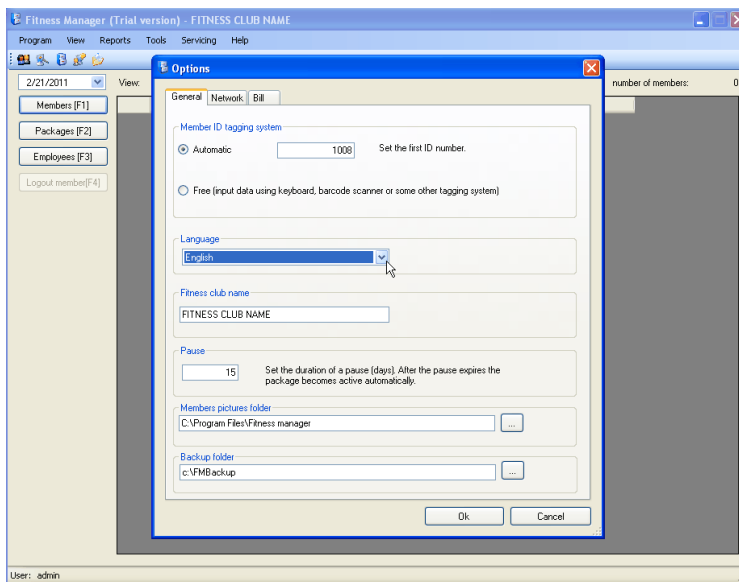 Fitness Manager (Trial version) - FITNESS CLUB NAME
Program View Reports Tools Servicing Help
2/21/2011
View:
number of members:
0
Members [F1]
Packages [F2]
Employees [F3]
Logout member[F4]
Options
General Network Bill
Member ID tagging system
Automatic
1008
Set the first ID number.
Free (input data using keyboard, barcode scanner or some other tagging system)
Language
English
Fitness club name
FITNESS CLUB NAME
Pause
15
Set the duration of a pause (days). After the pause expires the
package becomes active automatically.
Members pictures folder
C:\Program Files\Fitness manager
...
Backup folder
c:\FMBackup
...
Ok
Cancel
User: admin